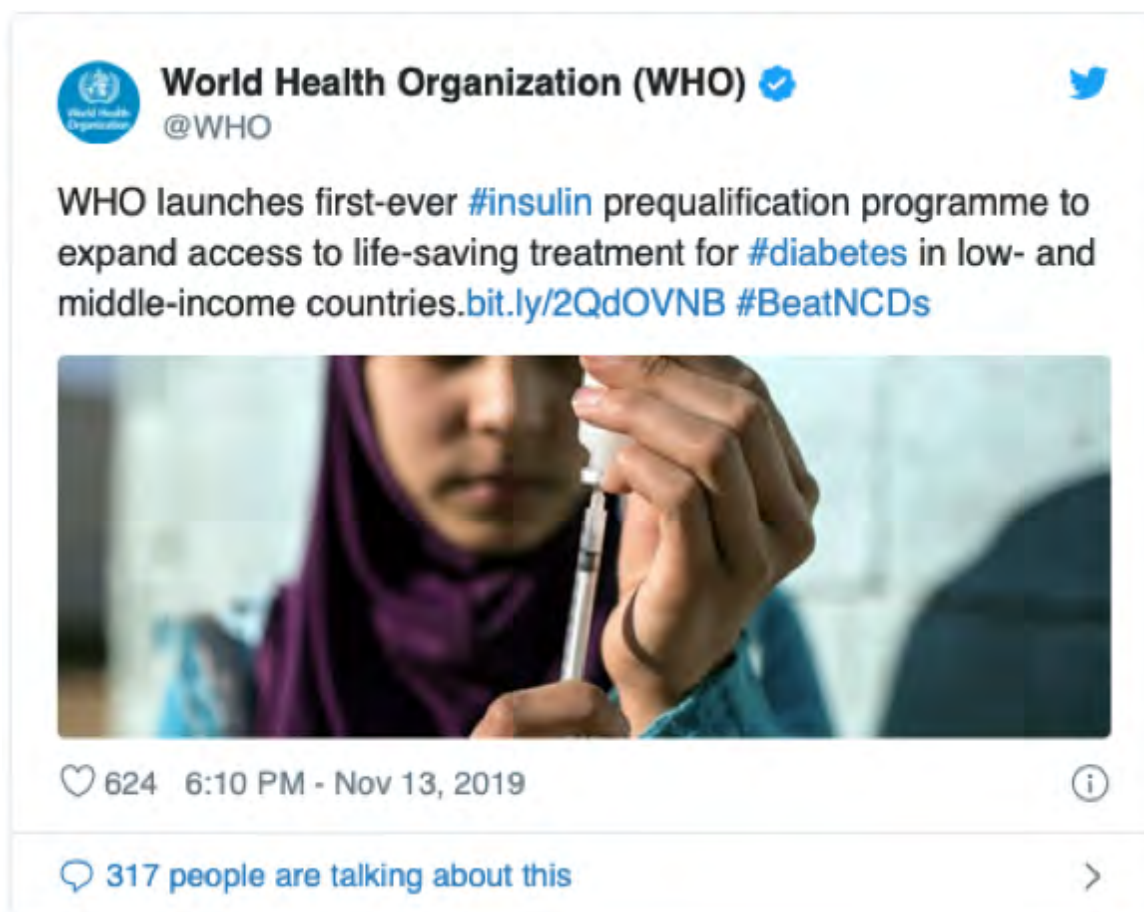 World Health Organization (WHO)
@WHO
WHO launches first-ever #insulin prequalification programme to
expand access to life-saving treatment for #diabetes in low- and
middle-income countries.bit.ly/2QdOVNB #BeatNCDs
624 6:10 PM - Nov 13, 2019
317 people are talking about this